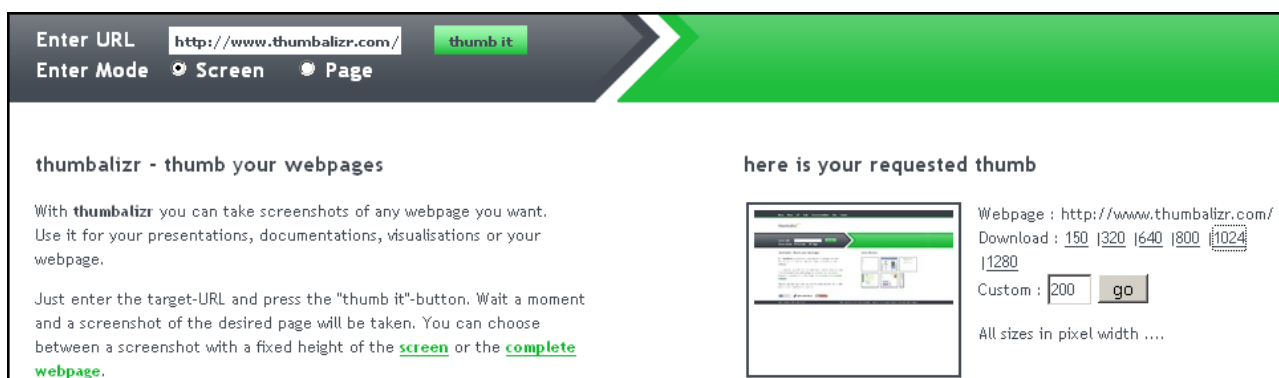 Enter URL http://www.thumbalizr.com/ thumb it
Enter Mode Screen Page
thumbalizr - thumb your webpages
With thumbalizr you can take screenshots of any webpage you want.
Use it for your presentations, documentations, visualisations or your
webpage.
Just enter the target-URL and press the "thumb it"-button. Wait a moment
and a screenshot of the desired page will be taken. You can choose
between a screenshot with a fixed height of the screen or the complete
webpage.
here is your requested thumb
Webpage : http://www.thumbalizr.com/
Download : 150 |320 |640 |800 |1024
|1280
Custom : 200 go
All sizes in pixel width ....